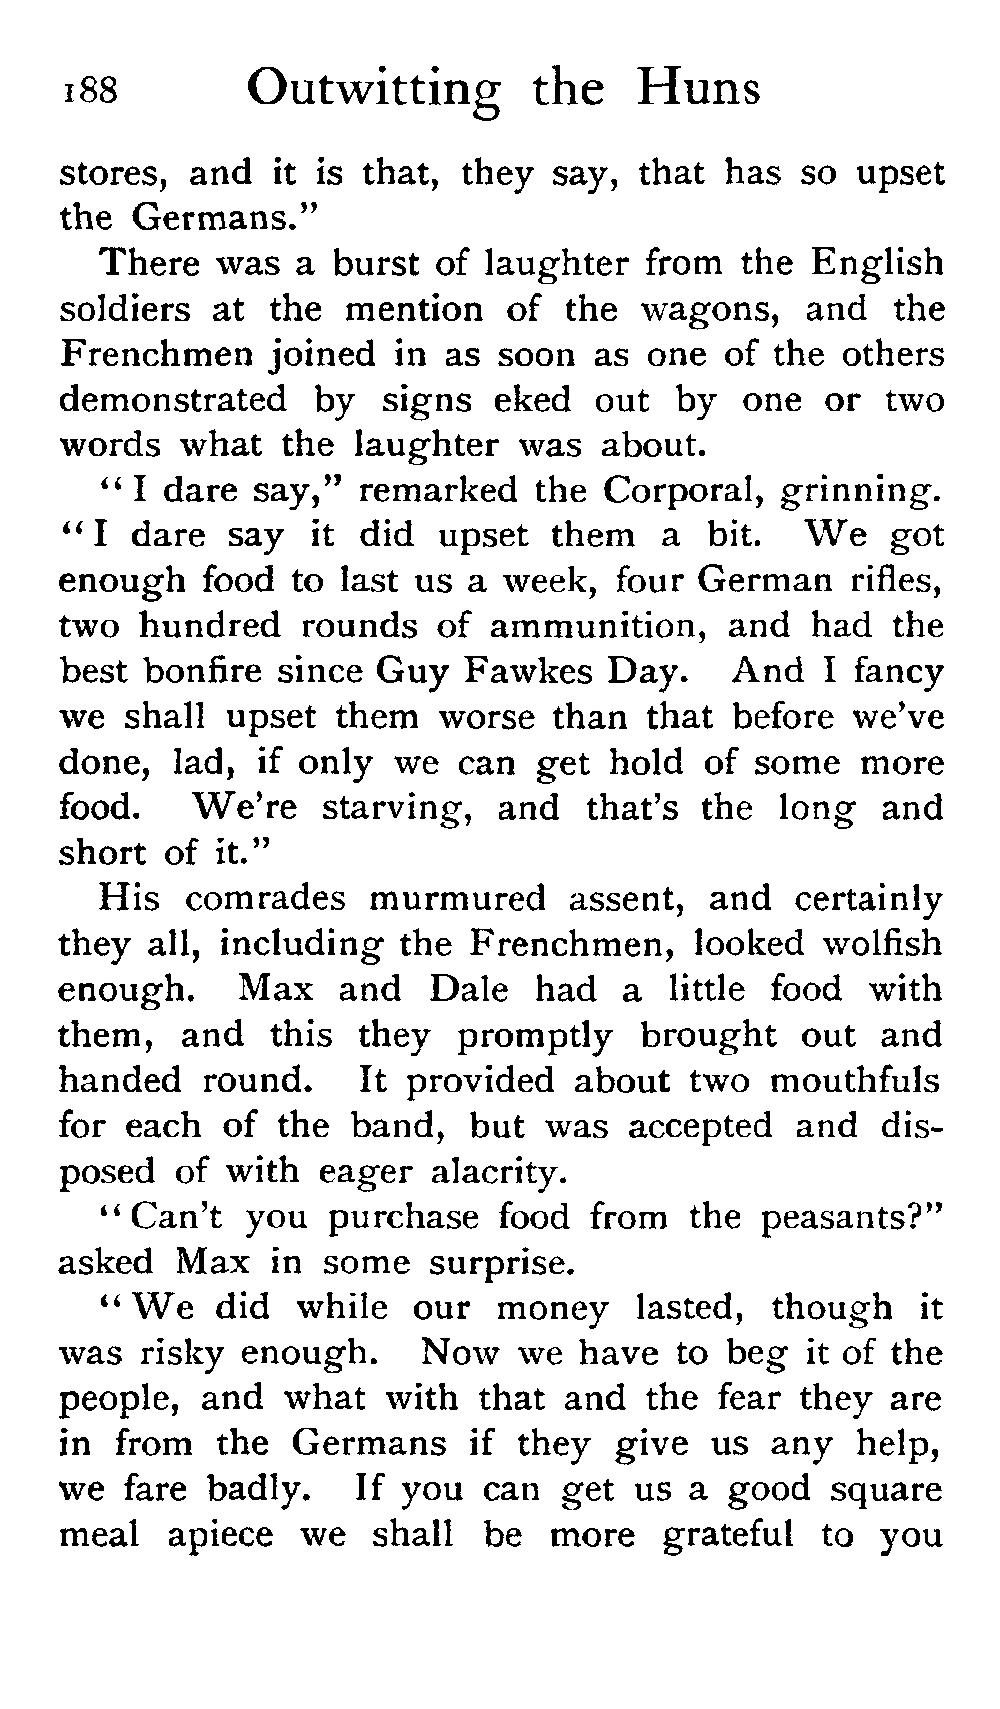 188 Outwitting the Huns
stores, and it is that, they say, that has so upset
the Germans."
There was a burst of laughter from the English
soldiers at the mention of the wagons, and the
Frenchmen joined in as soon as one of the others
demonstrated by signs eked out by one or two
words what the laughter was about.
"I dare say," remarked the Corporal, grinning.
"I dare say it did upset them a bit. We got
enough food to last us a week, four German rifles,
two hundred rounds of ammunition, and had the
best bonfire since Guy Fawkes Day. And I fancy
we shall upset them worse than that before we've
done, lad, if only we can get hold of some more
food. We're starving, and that's the long and
short of it."
His comrades murmured assent, and certainly
they all, including the Frenchmen, looked wolfish
enough. Max and Dale had a little food with
them, and this they promptly brought out and
handed round. It provided about two mouthfuls
for each of the band, but was accepted and dis-
posed of with eager alacrity.
"Can't you purchase food from the peasants?"
asked Max in some surprise.
"We did while our money lasted, though it
was risky enough. Now we have to beg it of the
people, and what with that and the fear they are
in from the Germans if they give us any help,
we fare badly. If you can get us a good square
meal apiece we shall be more grateful to you